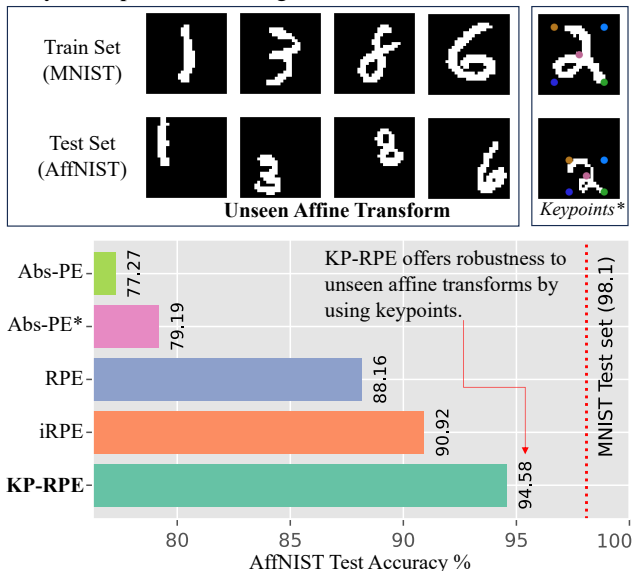 Train Set
(MNIST)
Test Set
(AffNIST)
Unseen Affine Transform
Keypoints*
KP-RPE offers robustness to
unseen affine transforms by
using keypoints.
MNIST Test set (98.1)
Abs-PE
77.27
Abs-PE*
79.19
RPE
88.16
iRPE
90.92
KP-RPE
94.58
80 85 90 95 100
AffNIST Test Accuracy %